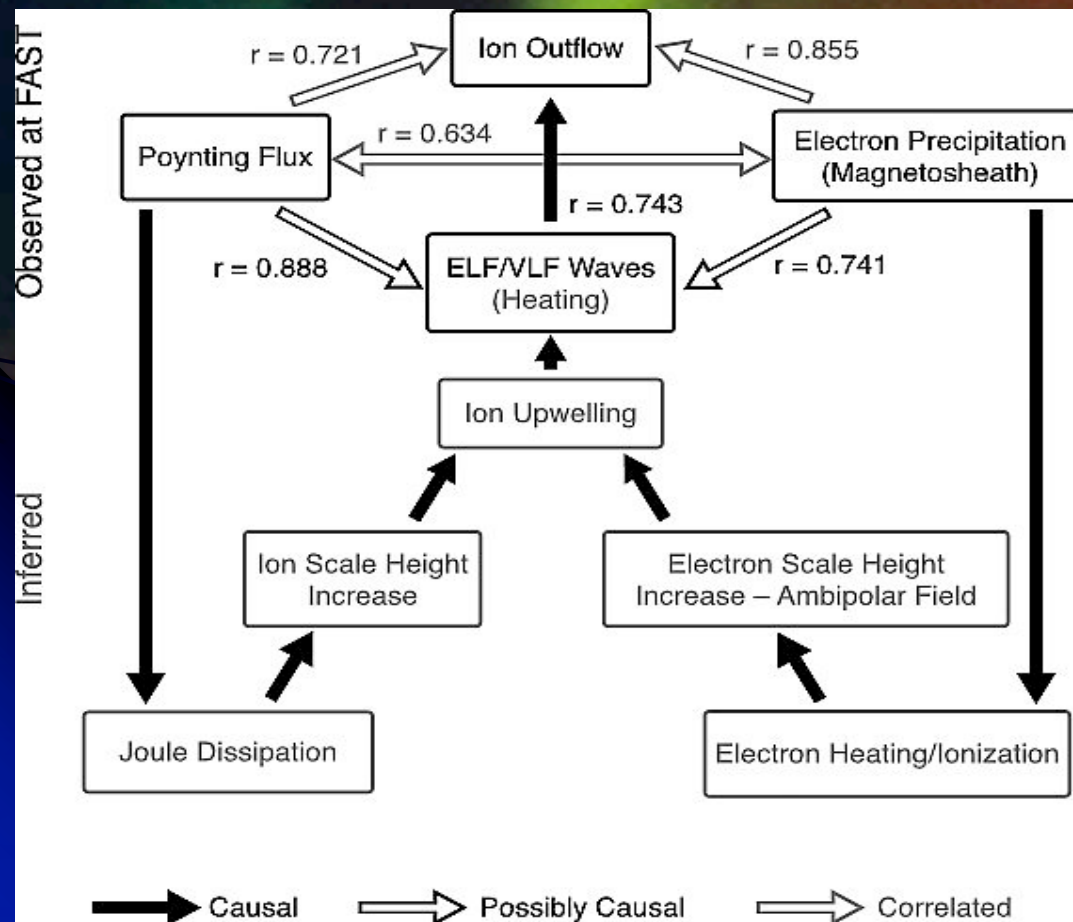 Observed at FAST
Inferred
Ion Outflow
r = 0.721
r = 0.855
Poynting Flux
r = 0.634
Electron Precipitation
(Magnetosheath)
r = 0.743
r = 0.888
ELF/VLF Waves
(Heating)
r = 0.741
Ion Upwelling
Ion Scale Height
Increase
Electron Scale Height
Increase – Ambipolar Field
Joule Dissipation
Electron Heating/Ionization
Causal
Possibly Causal
Correlated